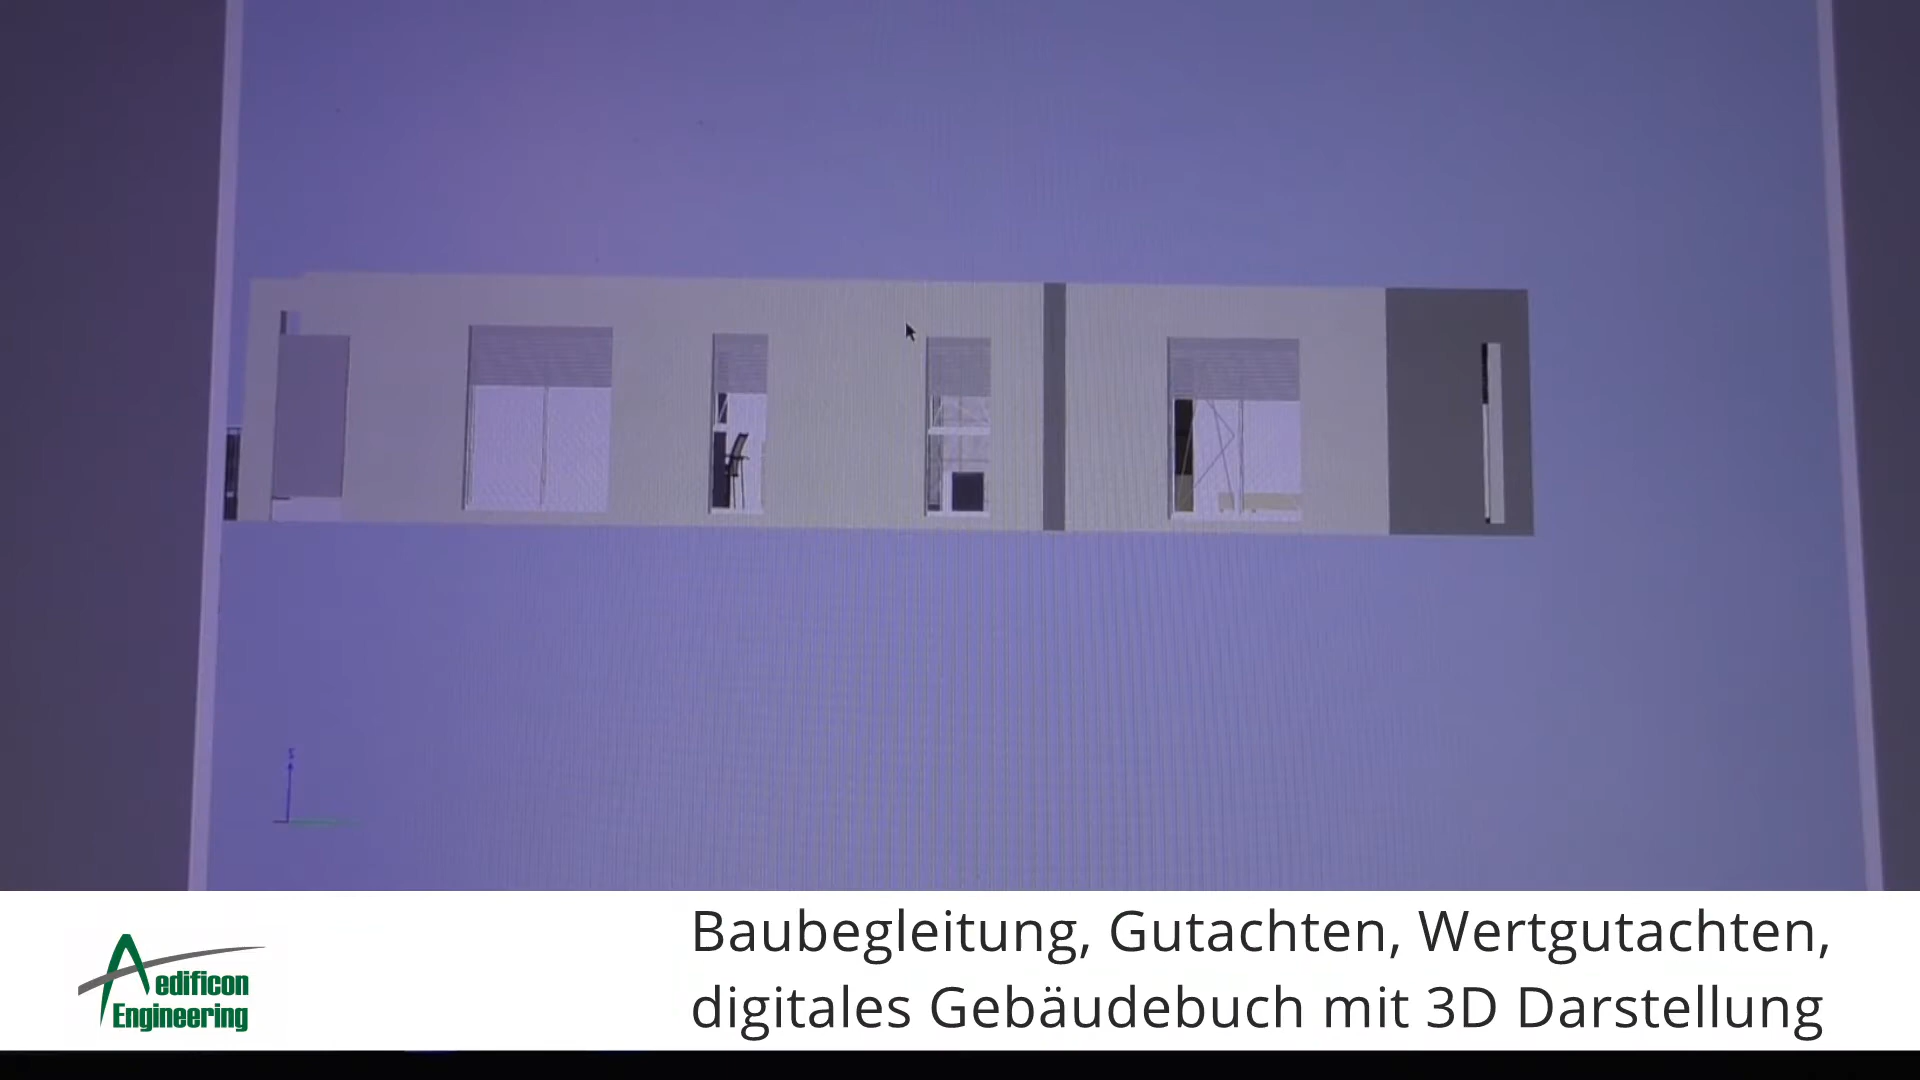 Baubegleitung, Gutachten, Wertgutachten,
digitales Gebäudebuch mit 3D Darstellung
Aedificon
Engineering